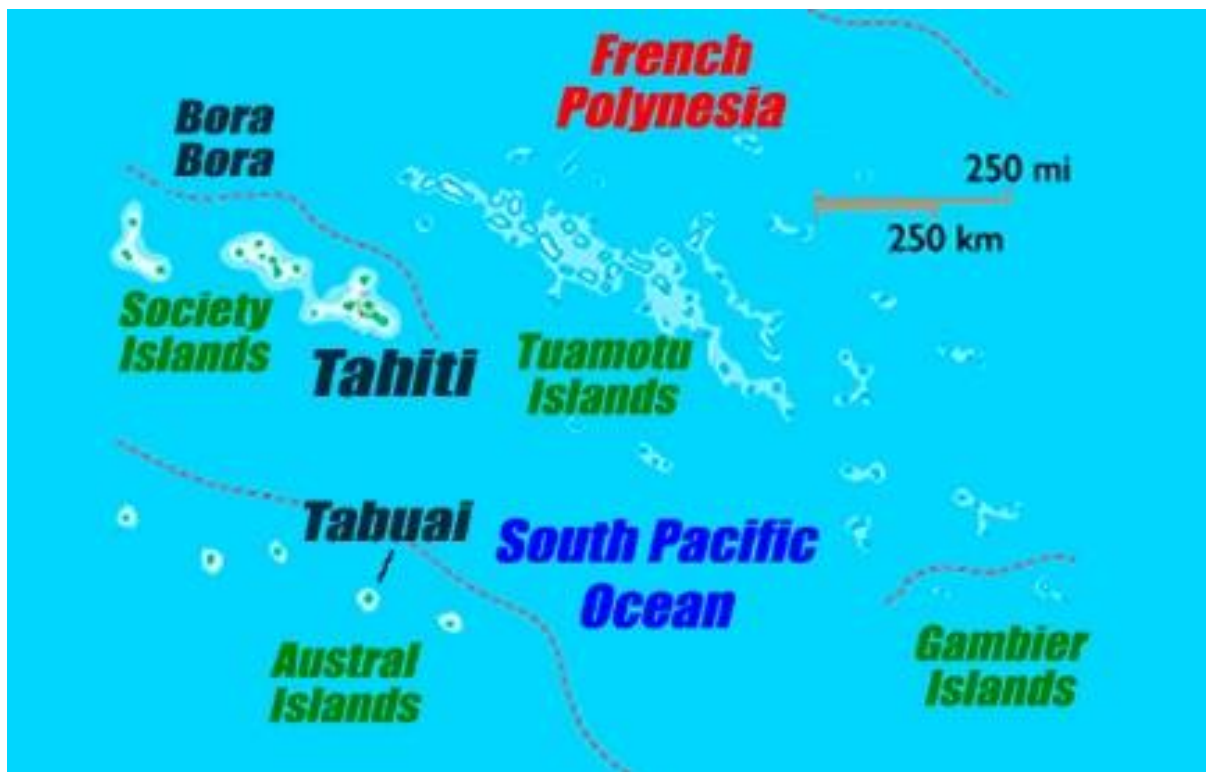 French
Polynesia
Bora
Bora
250 mi
250 km
Society
Islands
Tahiti
Tuamotu
Islands
Tabuai
South Pacific
Ocean
Austral
Islands
Gambier
Islands